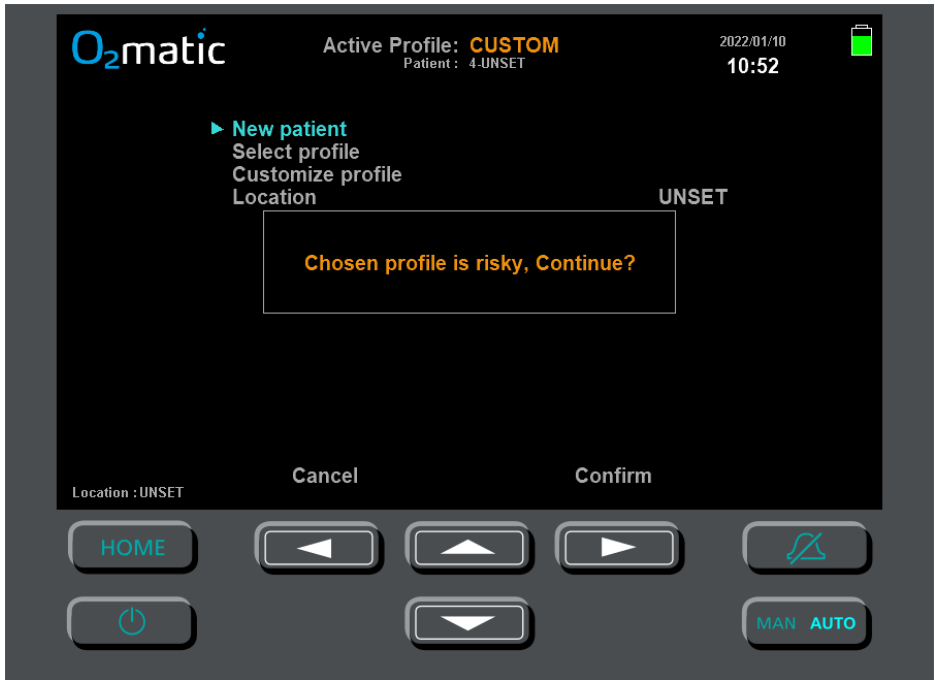 O2matic
Active Profile: CUSTOM
Patient : 4-UNSET
2022/01/10
10:52
New patient
Select profile
Customize profile
Location UNSET
Chosen profile is risky, Continue?
Cancel Confirm
Location : UNSET
HOME
MAN AUTO